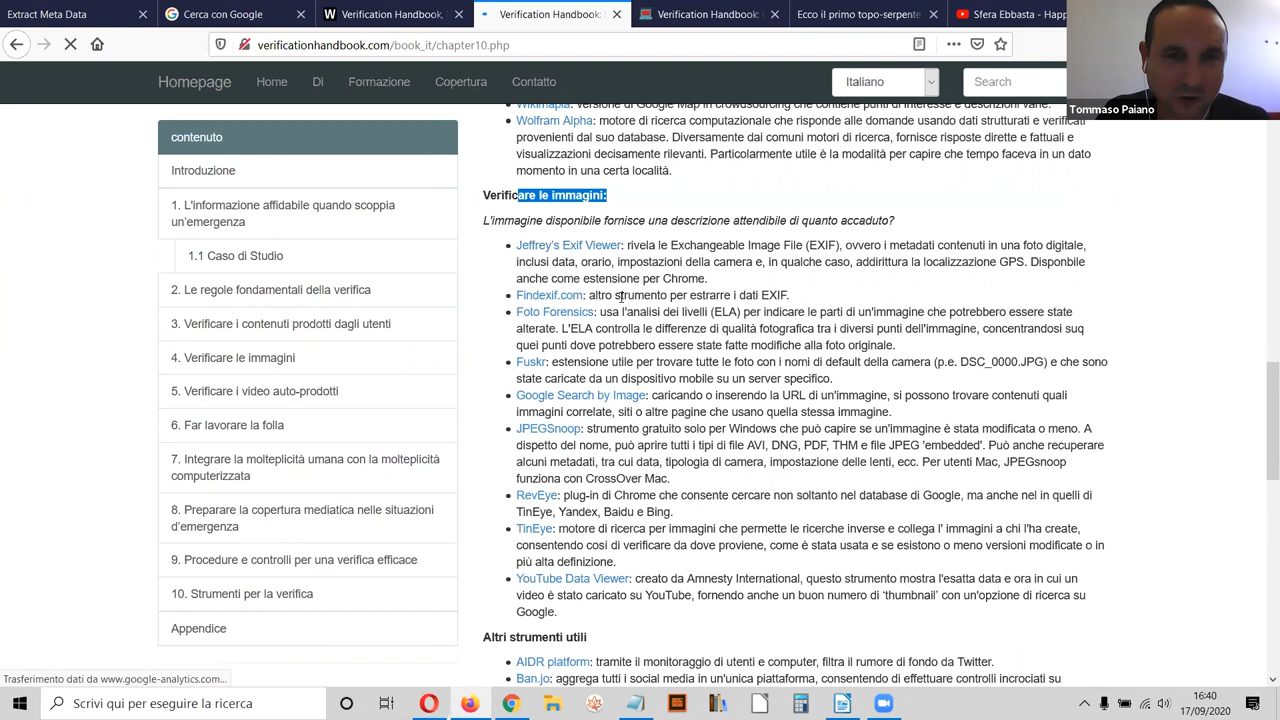 Extract Meta Data
Cerca con Google
Verification Handbook,
Verification Handbook:
Verification Handbook:
Ecco il primo topo-serpente
Sfera Ebbasta - Happ
verificationhandbook.com/book_it/chapter10.php
Tommaso Paiano
Homepage Home Di Formazione Copertura Contatto Italiano Search
contenuto
Introduzione
1. L'informazione affidabile quando scoppia
un'emergenza
1.1 Caso di Studio
2. Le regole fondamentali della verifica
3. Verificare i contenuti prodotti dagli utenti
4. Verificare le immagini
5. Verificare i video auto-prodotti
6. Far lavorare la folla
7. Integrare la molteplicità umana con la molteplicità
computerizzata
8. Preparare la copertura mediatica nelle situazioni
d'emergenza
9. Procedure e controlli per una verifica efficace
10. Strumenti per la verifica
Appendice
Wikimapia: versione di Google Map in crowdsourcing che contiene punti di interesse e descrizioni varie.
Wolfram Alpha: motore di ricerca computazionale che risponde alle domande usando dati strutturati e verificati
provenienti dal suo database. Diversamente dai comuni motori di ricerca, fornisce risposte dirette e fattuali e
visualizzazioni decisamente rilevanti. Particolarmente utile è la modalità per capire che tempo faceva in un dato
momento in una certa località.
Verificare le immagini:
L'immagine disponibile fornisce una descrizione attendibile di quanto accaduto?
Jeffrey's Exif Viewer: rivela le Exchangeable Image File (EXIF), ovvero i metadati contenuti in una foto digitale,
inclusi data, orario, impostazioni della camera e, in qualche caso, addirittura la localizzazione GPS. Disponbile
anche come estensione per Chrome.
Findexif.com: altro strumento per estrarre i dati EXIF.
Foto Forensics: usa l'analisi dei livelli (ELA) per indicare le parti di un'immagine che potrebbero essere state
alterate. L'ELA controlla le differenze di qualità fotografica tra i diversi punti dell'immagine, concentrandosi suq
quei punti dove potrebbero essere state fatte modifiche alla foto originale.
Fuskr: estensione utile per trovare tutte le foto con i nomi di default della camera (p.e. DSC_0000.JPG) e che sono
state caricate da un dispositivo mobile su un server specifico.
Google Search by Image: caricando o inserendo la URL di un'immagine, si possono trovare contenuti quali
immagini correlate, siti o altre pagine che usano quella stessa immagine.
JPEGSnoop: strumento gratuito solo per Windows che può capire se un'immagine è stata modificata o meno. A
dispetto del nome, può aprire tutti i tipi di file AVI, DNG, PDF, THM e file JPEG 'embedded'. Può anche recuperare
alcuni metadati, tra cui data, tipologia di camera, impostazione delle lenti, ecc. Per utenti Mac, JPEGsnoop
funziona con CrossOver Mac.
RevEye: plug-in di Chrome che consente cercare non soltanto nel database di Google, ma anche nel in quelli di
TinEye, Yandex, Baidu e Bing.
TinEye: motore di ricerca per immagini che permette le ricerche inverse e collega l' immagini a chi l'ha create,
consentendo cosí di verificare da dove proviene, come è stata usata e se esistono o meno versioni modificate o in
più alta definizione.
YouTube Data Viewer: creato da Amnesty International, questo strumento mostra l'esatta data e ora in cui un
video è stato caricato su YouTube, fornendo anche un buon numero di 'thumbnail' con un'opzione di ricerca su
Google.
Altri strumenti utili
AIDR platform: tramite il monitoraggio di utenti e computer, filtra il rumore di fondo da Twitter.
Ban.jo: aggrega tutti i social media in un'unica piattaforma, consentendo di effettuare controlli incrociati su
Trasferimento dati da www.google-analytics.com...
Scrivi qui per eseguire la ricerca
16:40
17/09/2020